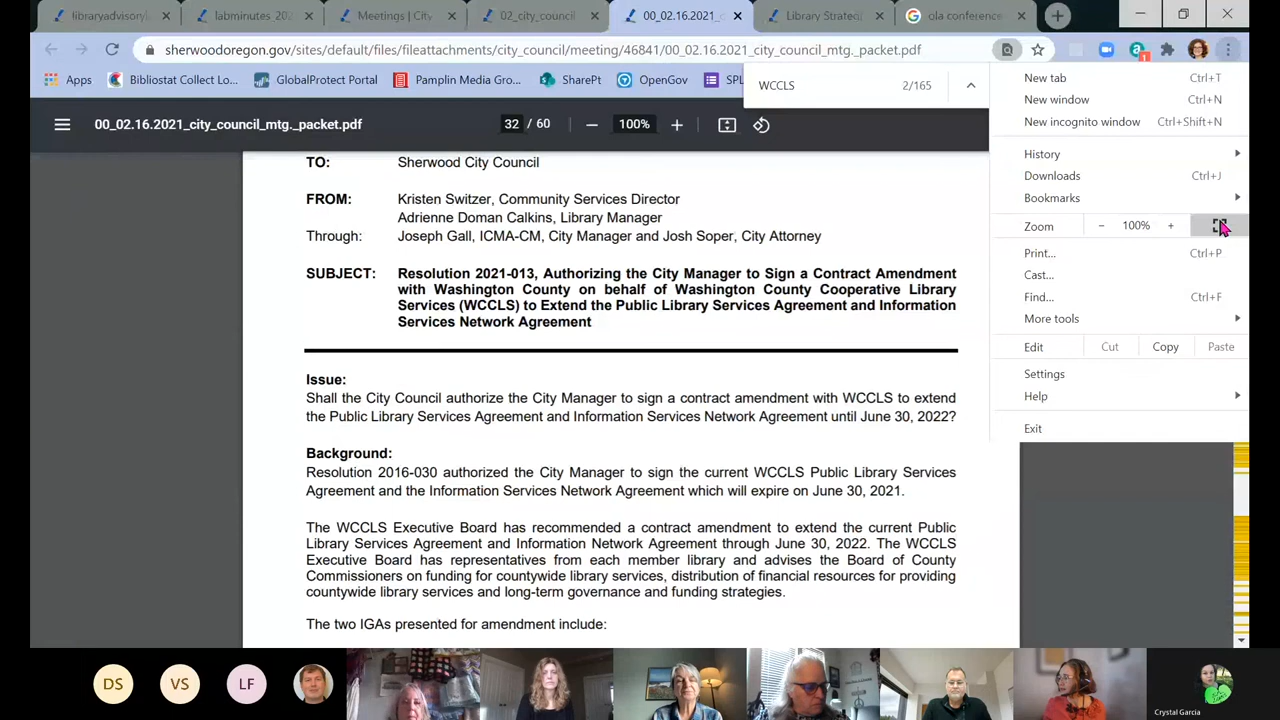 libraryadvisoryl
labminutes_202
Meetings | City
02_city_council
00_02.16.2021_
Library Strateg
ola conference
sherwoodoregon.gov/sites/default/files/fileattachments/city_council/meeting/46841/00_02.16.2021_city_council_mtg._packet.pdf
Apps
Bibliostat Collect Lo...
GlobalProtect Portal
Pamplin Media Gro...
SharePt
OpenGov
SPL
WCCLS 2/165
00_02.16.2021_city_council_mtg._packet.pdf
32 / 60
100%
TO: Sherwood City Council
FROM: Kristen Switzer, Community Services Director
Adrienne Doman Calkins, Library Manager
Through: Joseph Gall, ICMA-CM, City Manager and Josh Soper, City Attorney
SUBJECT: Resolution 2021-013, Authorizing the City Manager to Sign a Contract Amendment
with Washington County on behalf of Washington County Cooperative Library
Services (WCCLS) to Extend the Public Library Services Agreement and Information
Services Network Agreement
Issue:
Shall the City Council authorize the City Manager to sign a contract amendment with WCCLS to extend
the Public Library Services Agreement and Information Services Network Agreement until June 30, 2022?
Background:
Resolution 2016-030 authorized the City Manager to sign the current WCCLS Public Library Services
Agreement and the Information Services Network Agreement which will expire on June 30, 2021.
The WCCLS Executive Board has recommended a contract amendment to extend the current Public
Library Services Agreement and Information Network Agreement through June 30, 2022. The WCCLS
Executive Board has representatives from each member library and advises the Board of County
Commissioners on funding for countywide library services, distribution of financial resources for providing
countywide library services and long-term governance and funding strategies.
The two IGAs presented for amendment include:
New tab Ctrl+T
New window Ctrl+N
New incognito window Ctrl+Shift+N
History
Downloads Ctrl+J
Bookmarks
Zoom - 100% +
Print... Ctrl+P
Cast...
Find... Ctrl+F
More tools
Edit Cut Copy Paste
Settings
Help
Exit
DS
VS
LF
Crystal Garcia